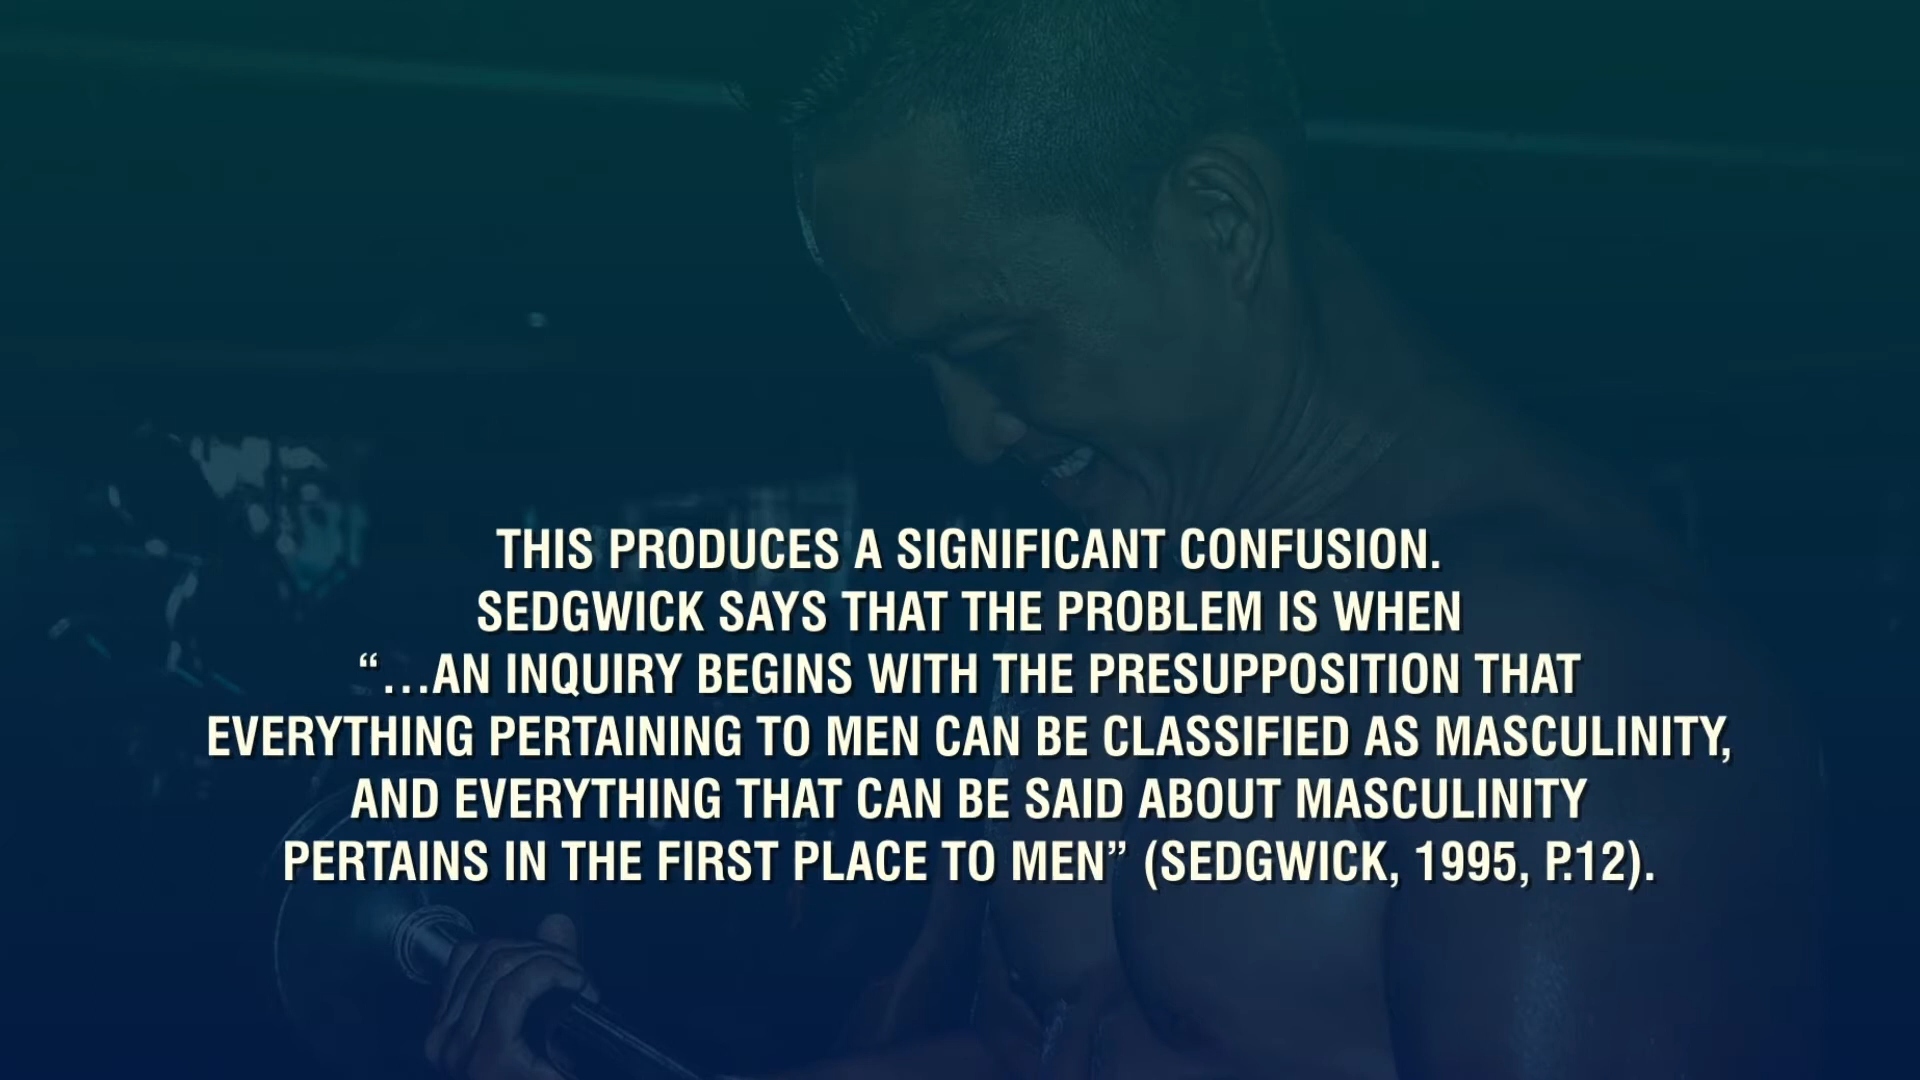 THIS PRODUCES A SIGNIFICANT CONFUSION.
SEDGWICK SAYS THAT THE PROBLEM IS WHEN
“...AN INQUIRY BEGINS WITH THE PRESUPPOSITION THAT
EVERYTHING PERTAINING TO MEN CAN BE CLASSIFIED AS MASCULINITY,
AND EVERYTHING THAT CAN BE SAID ABOUT MASCULINITY
PERTAINS IN THE FIRST PLACE TO MEN” (SEDGWICK, 1995, P.12).